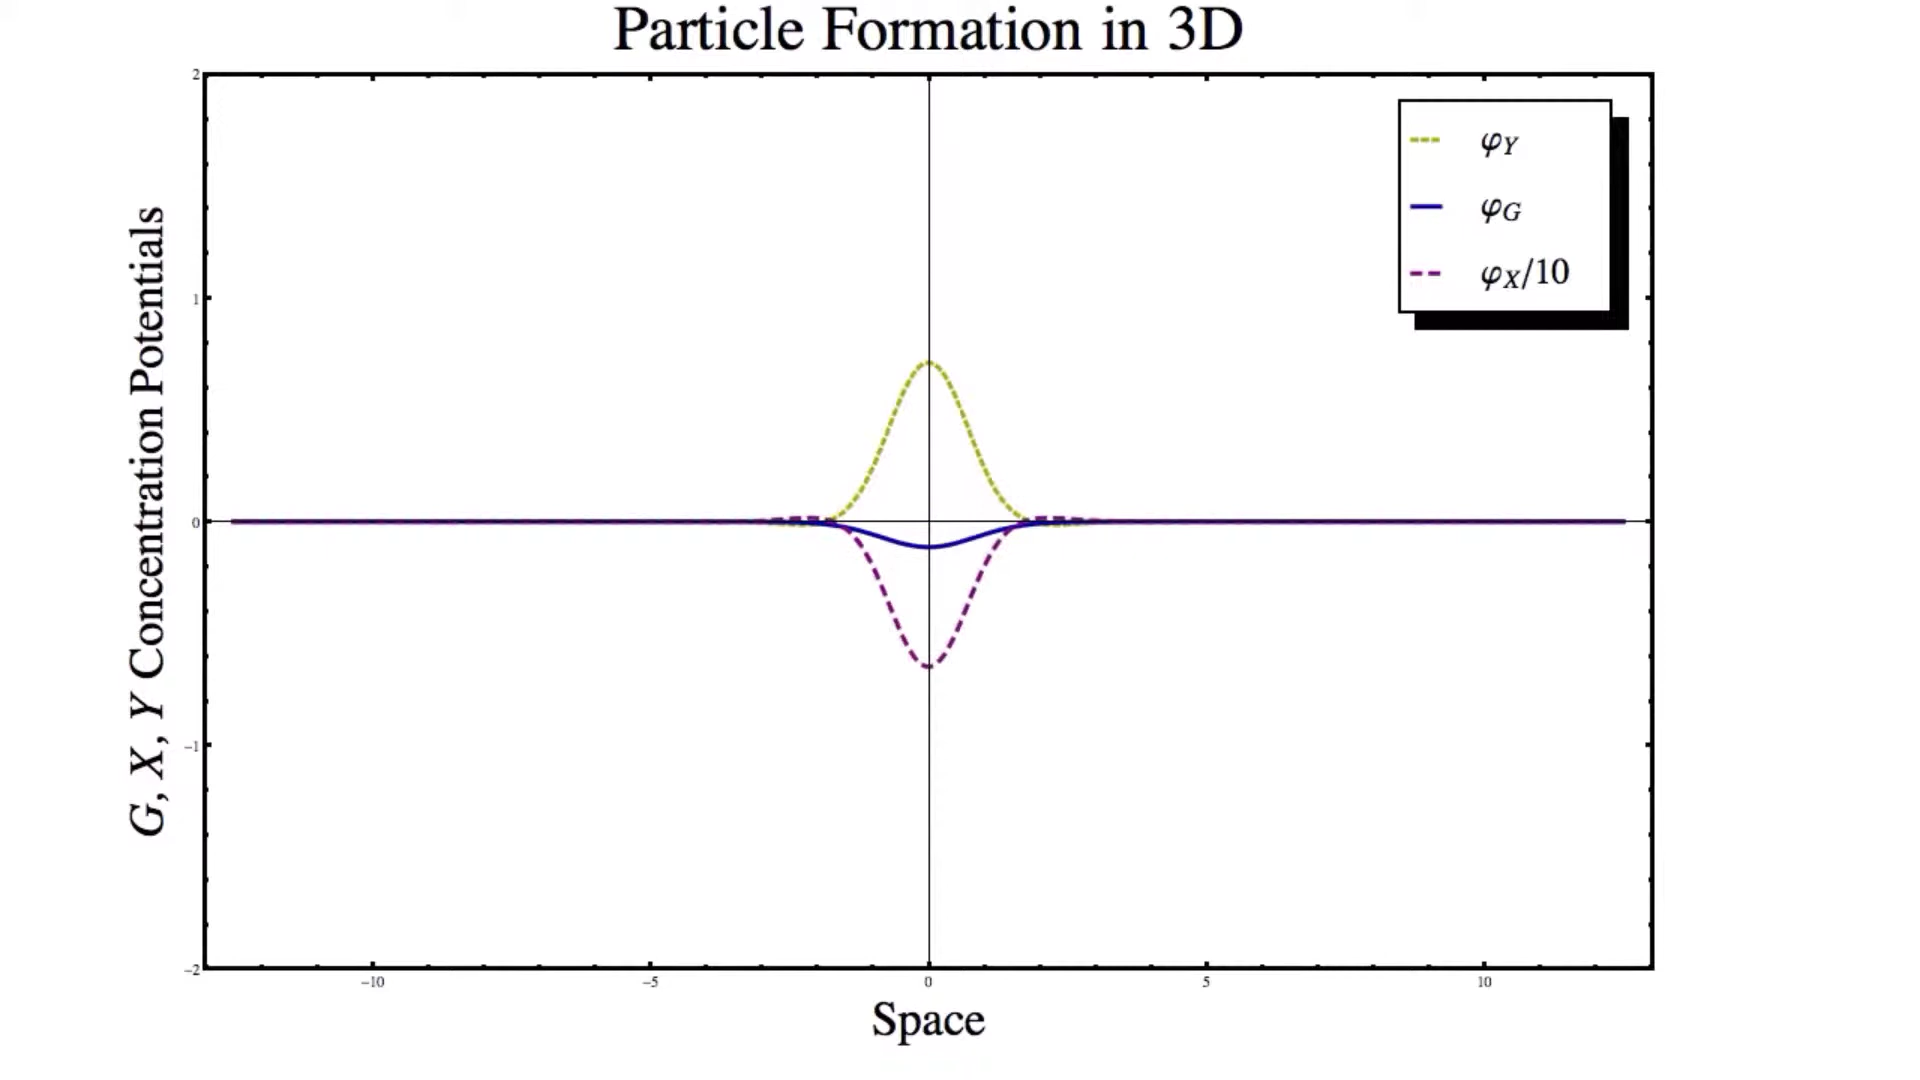 Particle Formation in 3D
G, X, Y Concentration Potentials
2
1
0
−1
−2
φY
φG
φX/10
−10
−5
0
5
10
Space